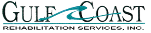 GULF COAST
REHABILITATION SERVICES, INC.